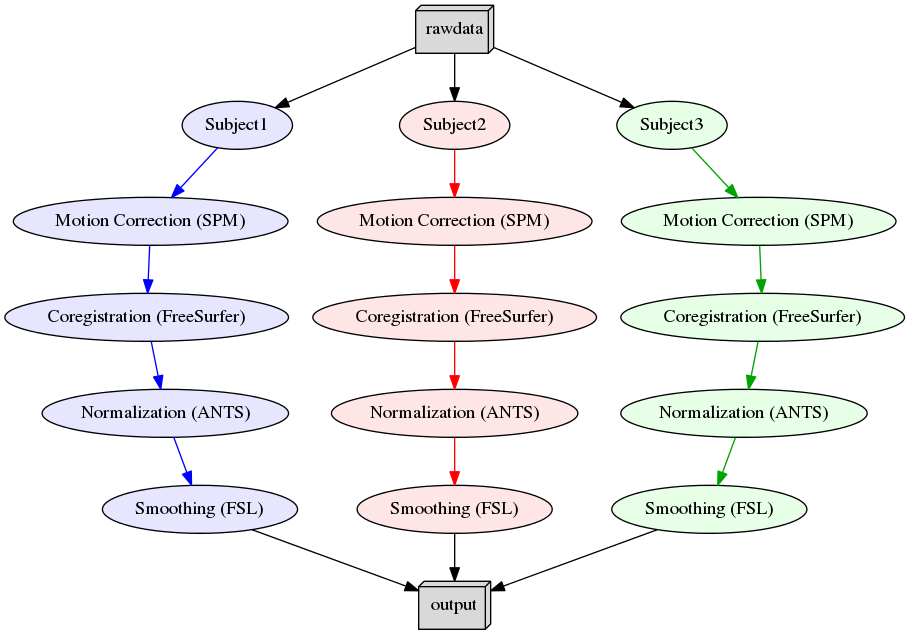 rawdata
Subject1
Subject2
Subject3
Motion Correction (SPM)
Motion Correction (SPM)
Motion Correction (SPM)
Coregistration (FreeSurfer)
Coregistration (FreeSurfer)
Coregistration (FreeSurfer)
Normalization (ANTS)
Normalization (ANTS)
Normalization (ANTS)
Smoothing (FSL)
Smoothing (FSL)
Smoothing (FSL)
output